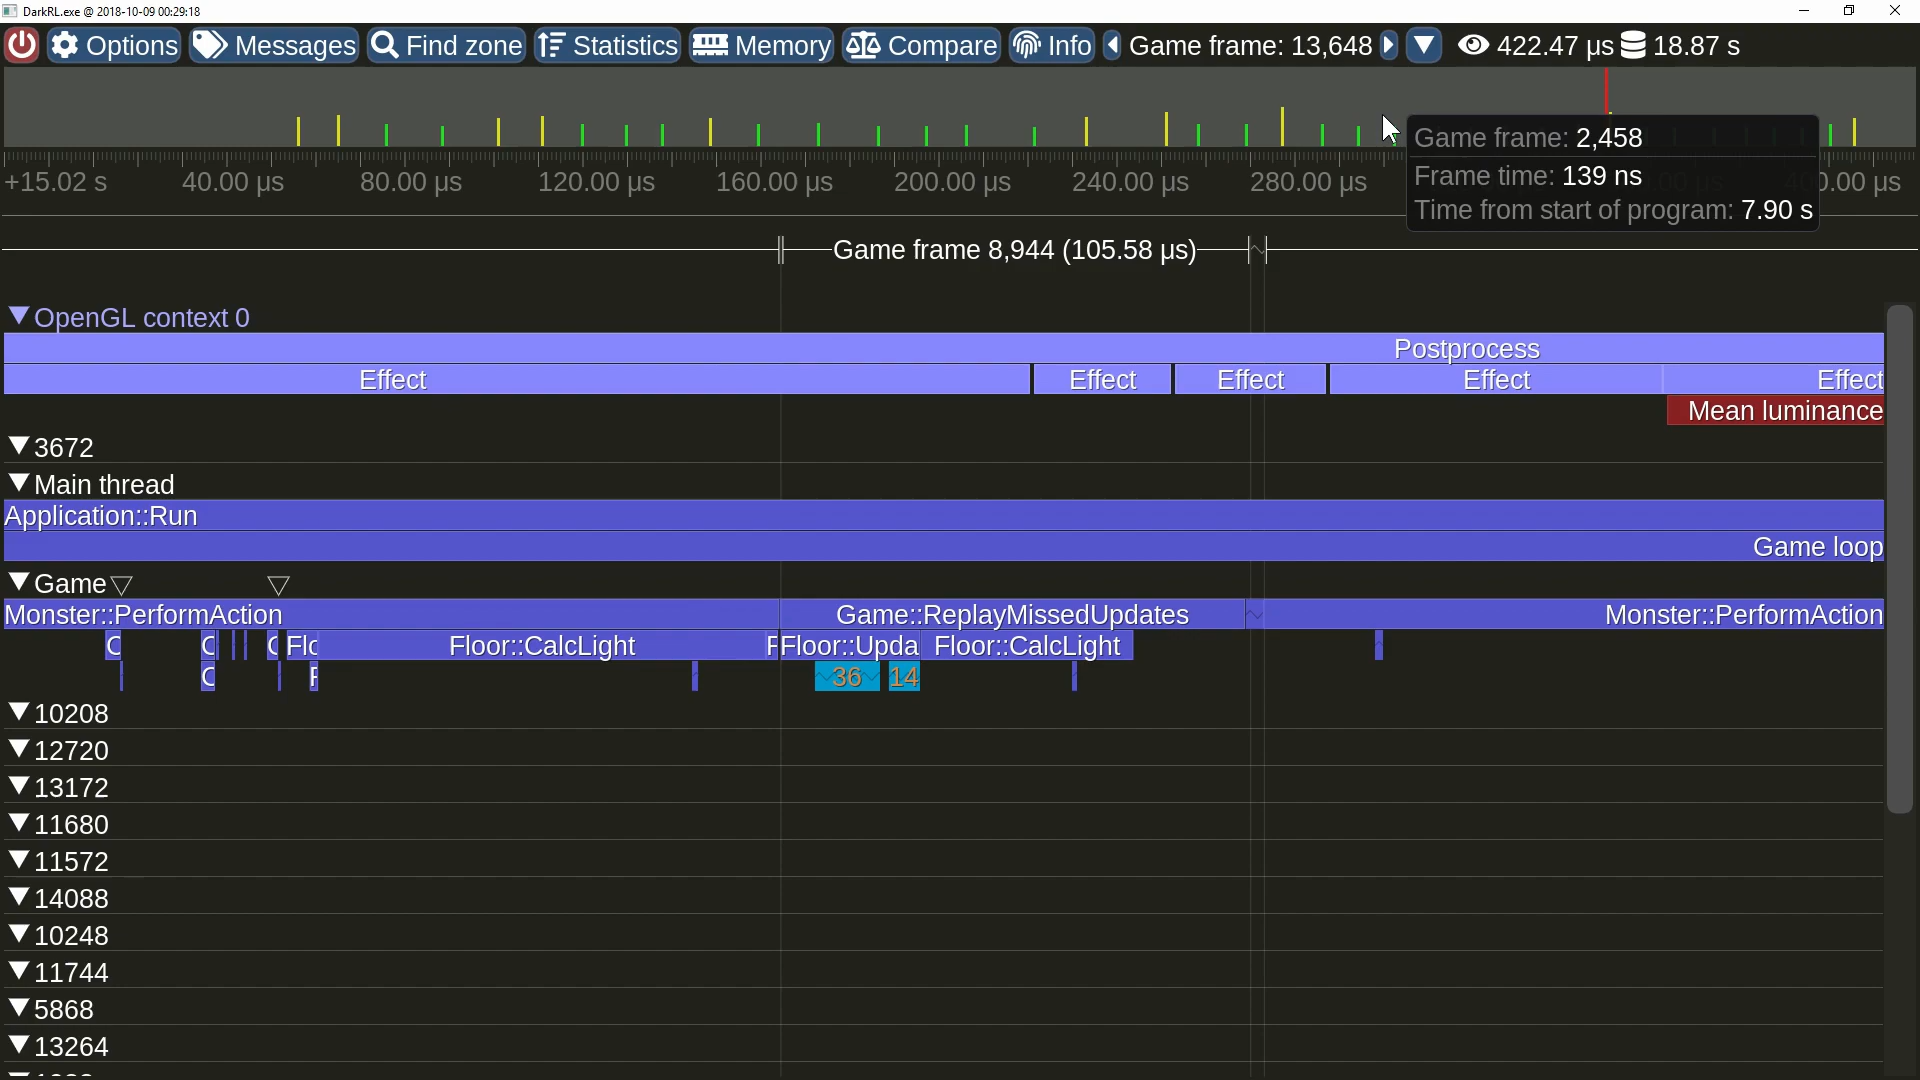 DarkRL.exe @ 2018-10-09 00:29:18
Options Messages Find zone Statistics Memory Compare Info Game frame: 13,648 422.47 µs 18.87 s
Game frame: 2,458
Frame time: 139 ns
Time from start of program: 7.90 s
+15.02 s 40.00 µs 80.00 µs 120.00 µs 160.00 µs 200.00 µs 240.00 µs 280.00 µs 400.00 µs
Game frame 8,944 (105.58 µs)
OpenGL context 0
Postprocess
Effect Effect Effect Effect Effect
Mean luminance
3672
Main thread
Application::Run
Game loop
Game
Monster::PerformAction Game::ReplayMissedUpdates Monster::PerformAction
Floor::CalcLight Floor::Upda Floor::CalcLight
36 14
10208
12720
13172
11680
11572
14088
10248
11744
5868
13264